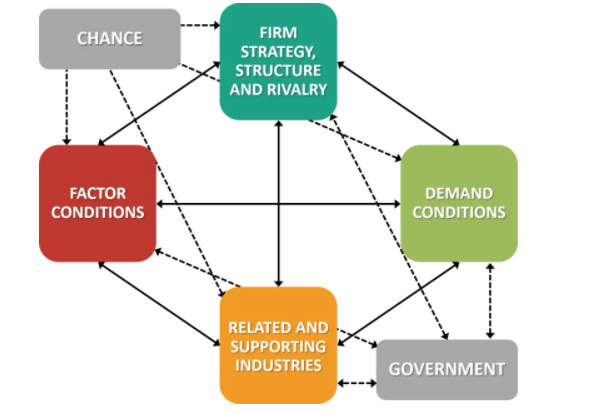 CHANCE
FIRM
STRATEGY,
STRUCTURE
AND RIVALRY
FACTOR
CONDITIONS
DEMAND
CONDITIONS
RELATED AND
SUPPORTING
INDUSTRIES
GOVERNMENT